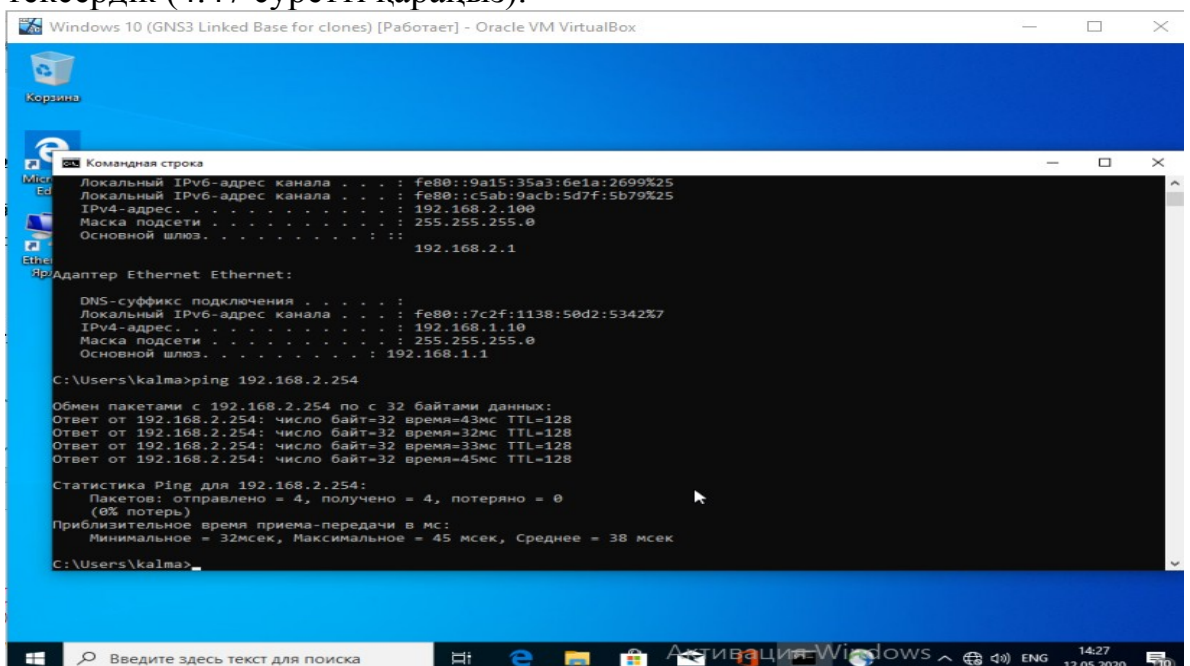 Windows 10 (GNS3 Linked Base for clones) [Работает] - Oracle VM VirtualBox
Корзина
Командная строка
Локальный IPv6-адрес канала . . . : fe80::9a15:35a3:6e1a:2699%25
Локальный IPv6-адрес канала . . . : fe80::c5ab:9acb:5d7f:5b79%25
IPv4-адрес. . . . . . . . . . . . : 192.168.2.100
Маска подсети . . . . . . . . . . : 255.255.255.0
Основной шлюз. . . . . . . . . : ::
192.168.2.1
Адаптер Ethernet Ethernet:
DNS-суффикс подключения . . . . . :
Локальный IPv6-адрес канала . . . : fe80::7c2f:1138:50d2:5342%7
IPv4-адрес. . . . . . . . . . . . : 192.168.1.10
Маска подсети . . . . . . . . . . : 255.255.255.0
Основной шлюз. . . . . . . . . : 192.168.1.1
C:\Users\kalma>ping 192.168.2.254
Обмен пакетами с 192.168.2.254 по с 32 байтами данных:
Ответ от 192.168.2.254: число байт=32 время=43мс TTL=128
Ответ от 192.168.2.254: число байт=32 время=32мс TTL=128
Ответ от 192.168.2.254: число байт=32 время=33мс TTL=128
Ответ от 192.168.2.254: число байт=32 время=45мс TTL=128
Статистика Ping для 192.168.2.254:
Пакетов: отправлено = 4, получено = 4, потеряно = 0
(0% потерь)
Приблизительное время приема-передачи в мс:
Минимальное = 32мсек, Максимальное = 45 мсек, Среднее = 38 мсек
C:\Users\kalma>
Введите здесь текст для поиска
Активация Windows
ENG
14:27
12.05.2020